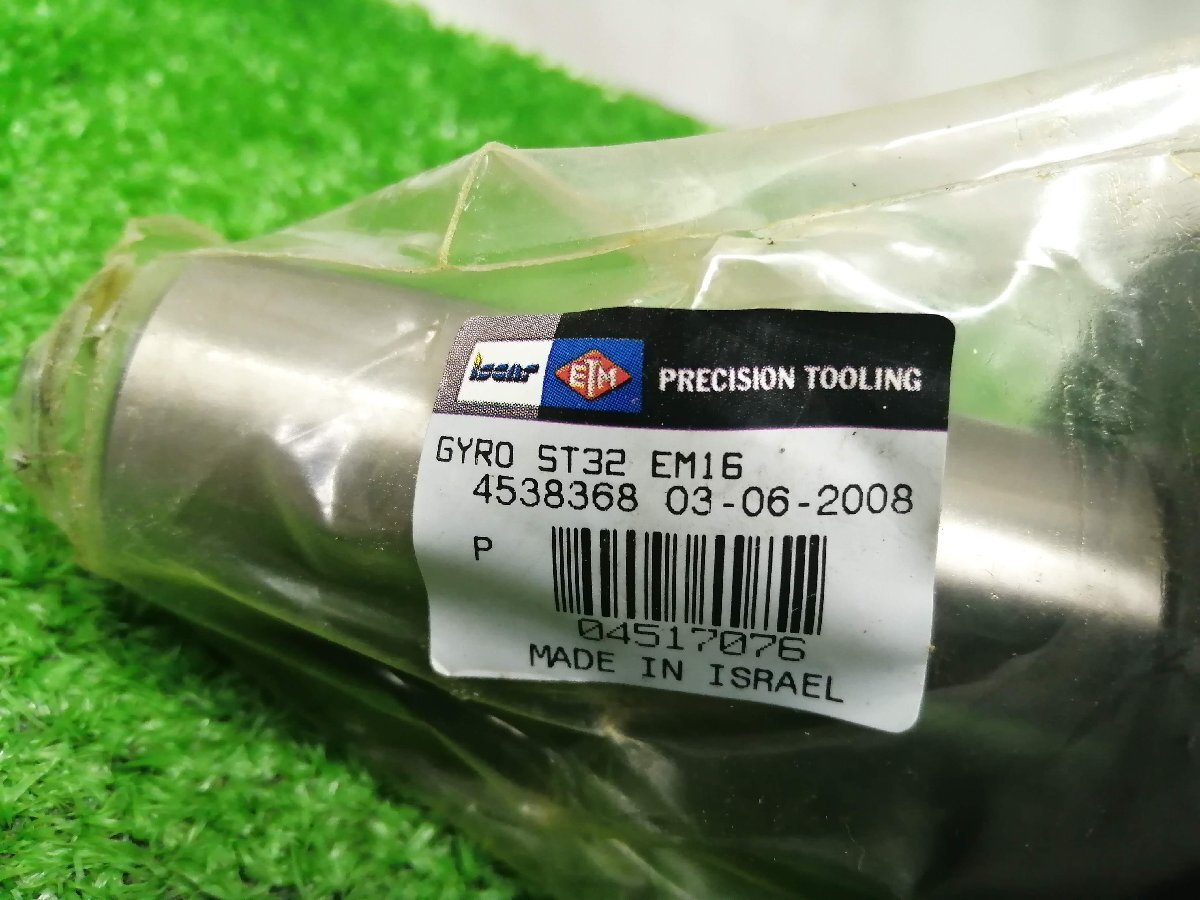 iscar ETM PRECISION TOOLING
GYRO ST32 EM16
4538368 03-06-2008
P
04517076
MADE IN ISRAEL